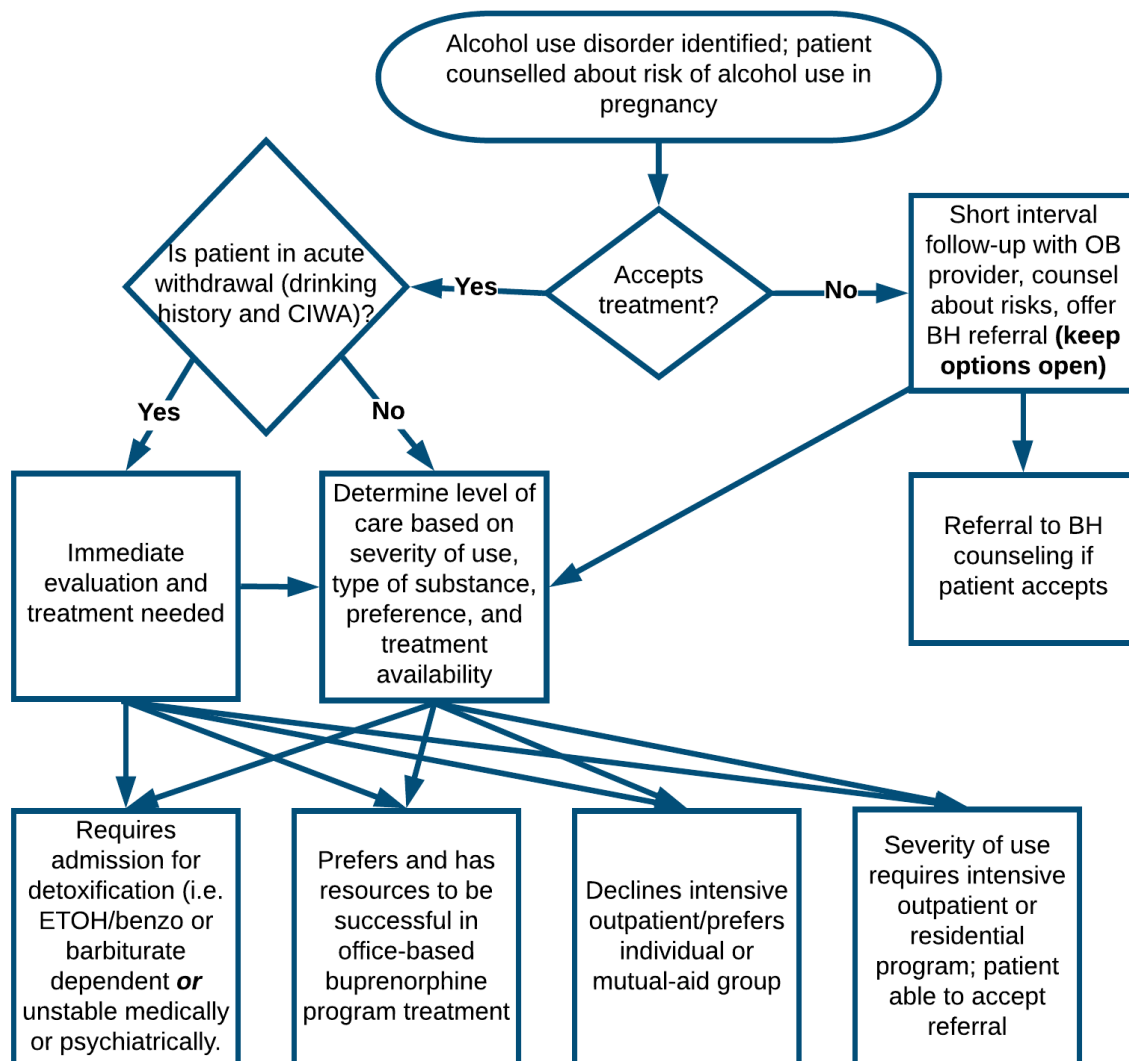 Alcohol use disorder identified; patient
counselled about risk of alcohol use in
pregnancy
Is patient in acute
withdrawal (drinking
history and CIWA)?
Yes
Accepts
treatment?
No
Short interval
follow-up with OB
provider, counsel
about risks, offer
BH referral (keep
options open)
Yes
No
Immediate
evaluation and
treatment needed
Determine level of
care based on
severity of use,
type of substance,
preference, and
treatment
availability
Referral to BH
counseling if
patient accepts
Requires
admission for
detoxification (i.e.
ETOH/benzo or
barbiturate
dependent or
unstable medically
or psychiatrically.
Prefers and has
resources to be
successful in
office-based
buprenorphine
program treatment
Declines intensive
outpatient/prefers
individual or
mutual-aid group
Severity of use
requires intensive
outpatient or
residential
program; patient
able to accept
referral